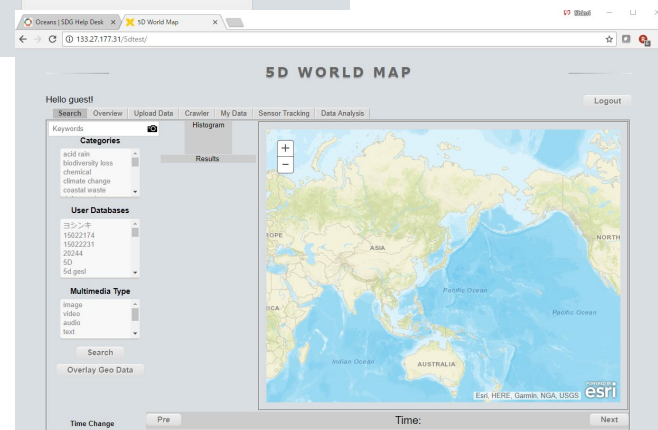 Oceans | SDG Help Desk
5D World Map
133.27.177.31/5dtest/
5D WORLD MAP
Hello guest!
Logout
Search Overview Upload Data Crawler My Data Sensor Tracking Data Analysis
Keywords
Histogram
Results
Categories
acid rain
biodiversity loss
chemical
climate change
coastal waste
User Databases
ヨシンキ
15022174
15022231
20244
5D
5d gesl
Multimedia Type
image
video
audio
text
Search
Overlay Geo Data
Time Change
+
−
OPE
ASIA
NORTH
ICA
Pacific Ocean
Pacific Ocean
Indian Ocean
AUSTRALIA
Esri, HERE, Garmin, NGA, USGS
POWERED BY
esri
Pre
Time:
Next